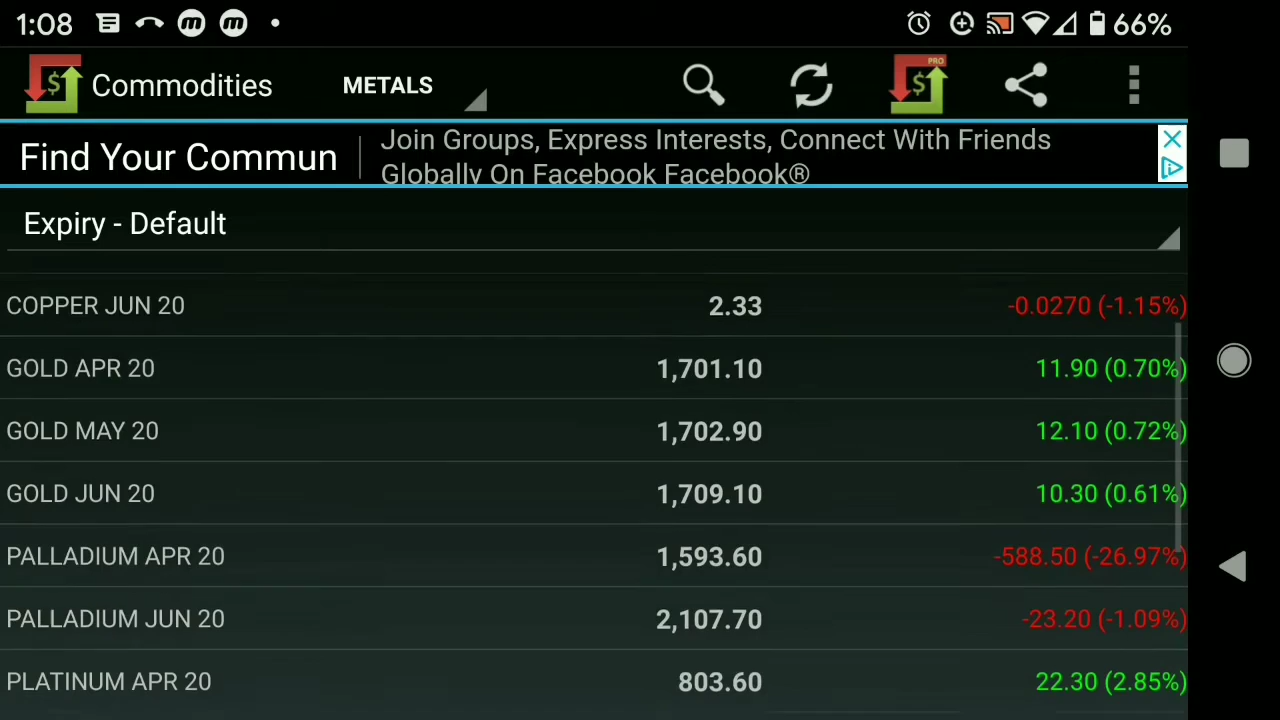 1:08 66%
Commodities METALS PRO
Find Your Commun
Join Groups, Express Interests, Connect With Friends
Globally On Facebook Facebook®
Expiry - Default
COPPER JUN 20 2.33 -0.0270 (-1.15%)
GOLD APR 20 1,701.10 11.90 (0.70%)
GOLD MAY 20 1,702.90 12.10 (0.72%)
GOLD JUN 20 1,709.10 10.30 (0.61%)
PALLADIUM APR 20 1,593.60 -588.50 (-26.97%)
PALLADIUM JUN 20 2,107.70 -23.20 (-1.09%)
PLATINUM APR 20 803.60 22.30 (2.85%)